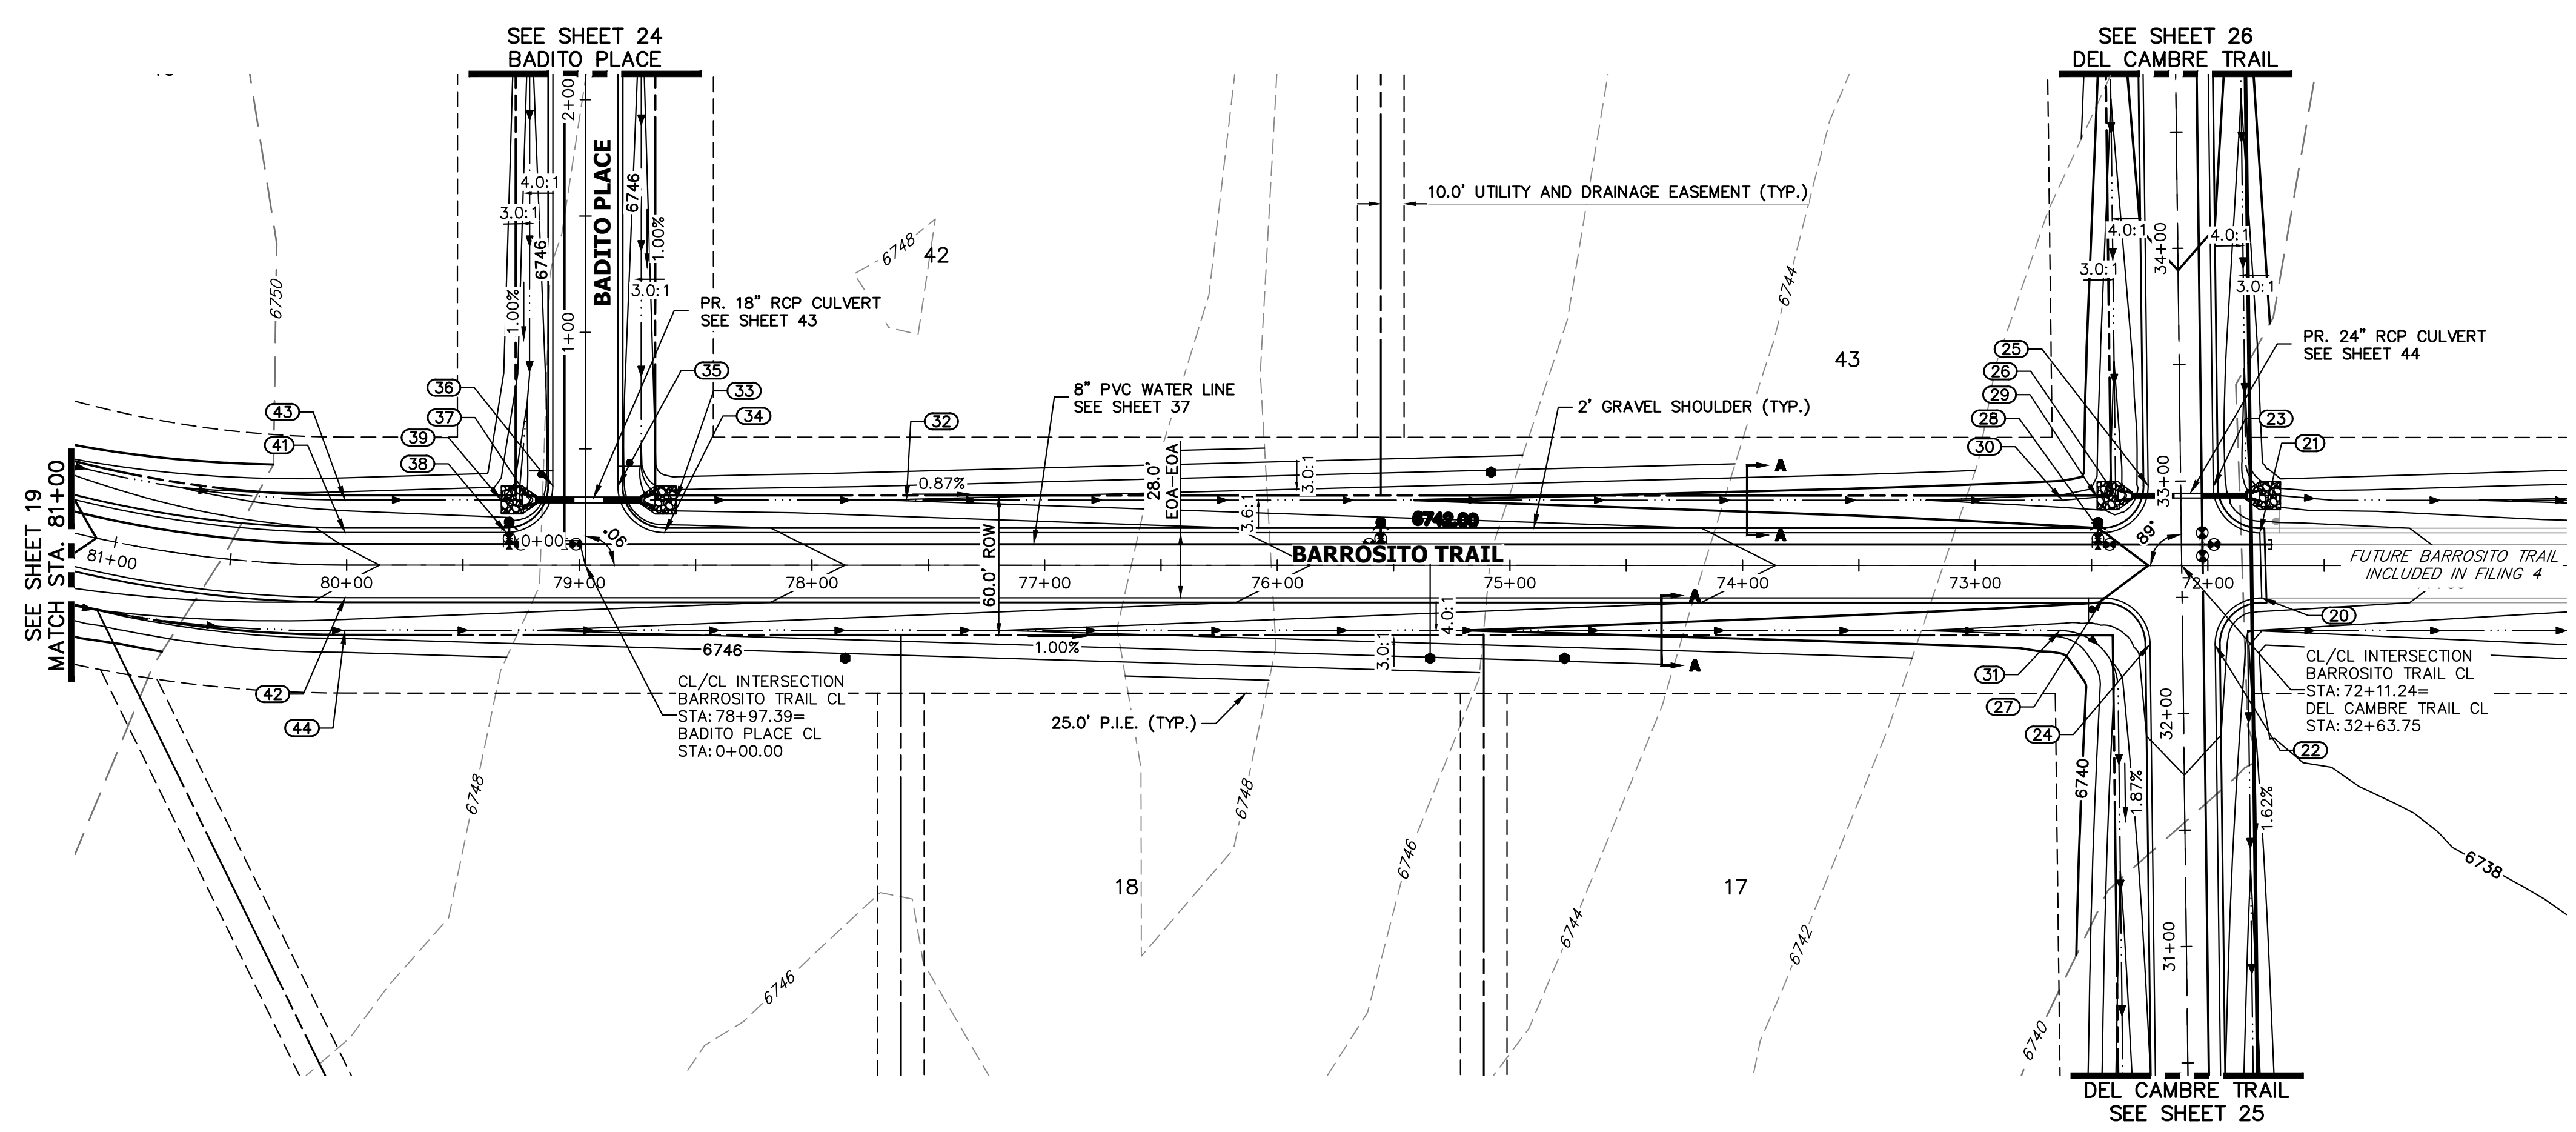 SEE SHEET 24
BADITO PLACE
SEE SHEET 26
DEL CAMBRE TRAIL
2+00
BADITO PLACE
4.0:1
3.0:1
6746
6746
1.00%
1.00%
3.0:1
1+00
6750
6748
42
PR. 18" RCP CULVERT
SEE SHEET 43
10.0' UTILITY AND DRAINAGE EASEMENT (TYP.)
6744
43
4.0:1
34+00
4.0:1
3.0:1
3.0:1
PR. 24" RCP CULVERT
SEE SHEET 44
8" PVC WATER LINE
SEE SHEET 37
2' GRAVEL SHOULDER (TYP.)
36
37
39
38
43
41
35
33
34
32
25
26
29
28
30
23
21
33+00
SEE SHEET 19
MATCH STA. 81+00
0.87%
28.0'
EOA-EOA
3.0:1
3.6:1
A
A
6742.00
BARROSITO TRAIL
60.0' ROW
0+00
90°
89°
81+00
80+00
79+00
78+00
77+00
76+00
75+00
74+00
73+00
72+00
FUTURE BARROSITO TRAIL
INCLUDED IN FILING 4
4.0:1
3.0:1
A
A
6746
1.00%
20
31
27
24
22
42
44
CL/CL INTERSECTION
BARROSITO TRAIL CL
STA: 78+97.39=
BADITO PLACE CL
STA: 0+00.00
25.0' P.I.E. (TYP.)
CL/CL INTERSECTION
BARROSITO TRAIL CL
STA: 72+11.24=
DEL CAMBRE TRAIL CL
STA: 32+63.75
32+00
6740
1.87%
1.62%
6748
6748
6746
6744
6742
6746
6740
6738
18
17
31+00
DEL CAMBRE TRAIL
SEE SHEET 25